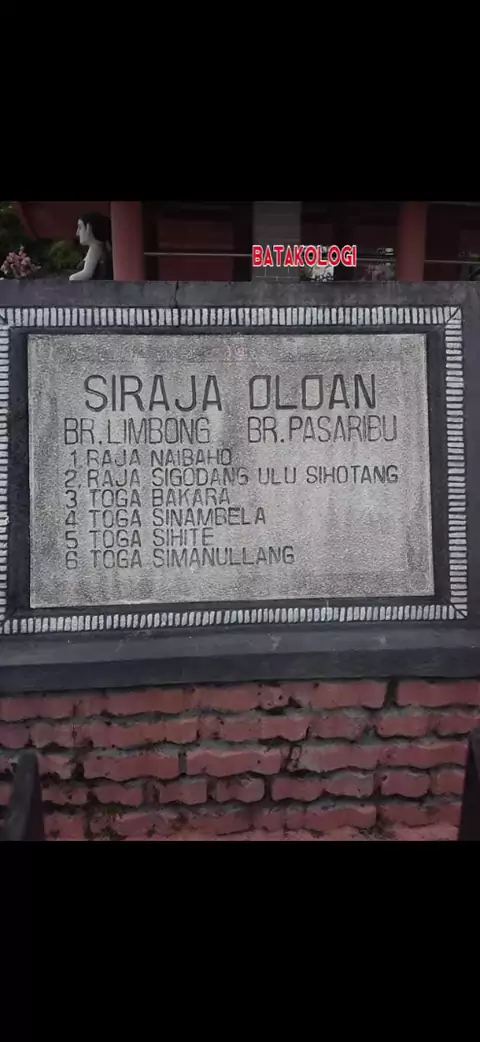 BATAKOLOGI
SIRAJA OLOAN
BR. LIMBONG BR. PASARIBU
1 RAJA NAIBAHO
2. RAJA SIGODANG ULU SIHOTANG
3 TOGA BAKARA
4 TOGA SINAMBELA
5 TOGA SIHITE
6 TOGA SIMANULLANG